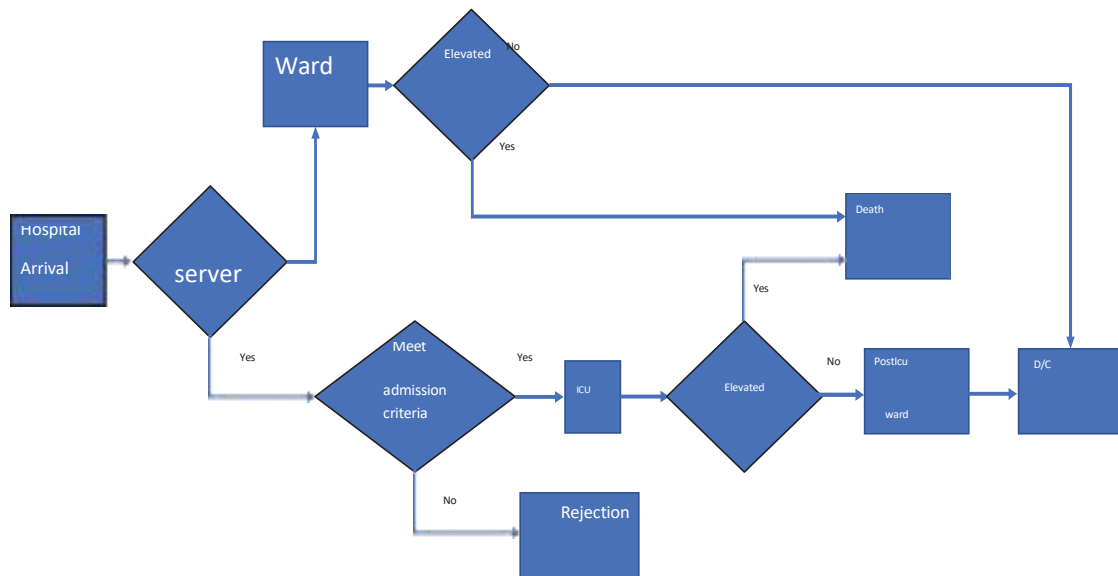 Ward
Elevated
No
Yes
Death
Hospital
Arrival
server
Yes
Yes
Meet
admission
criteria
Yes
ICU
Elevated
No
PostIcu
ward
D/C
No
Rejection